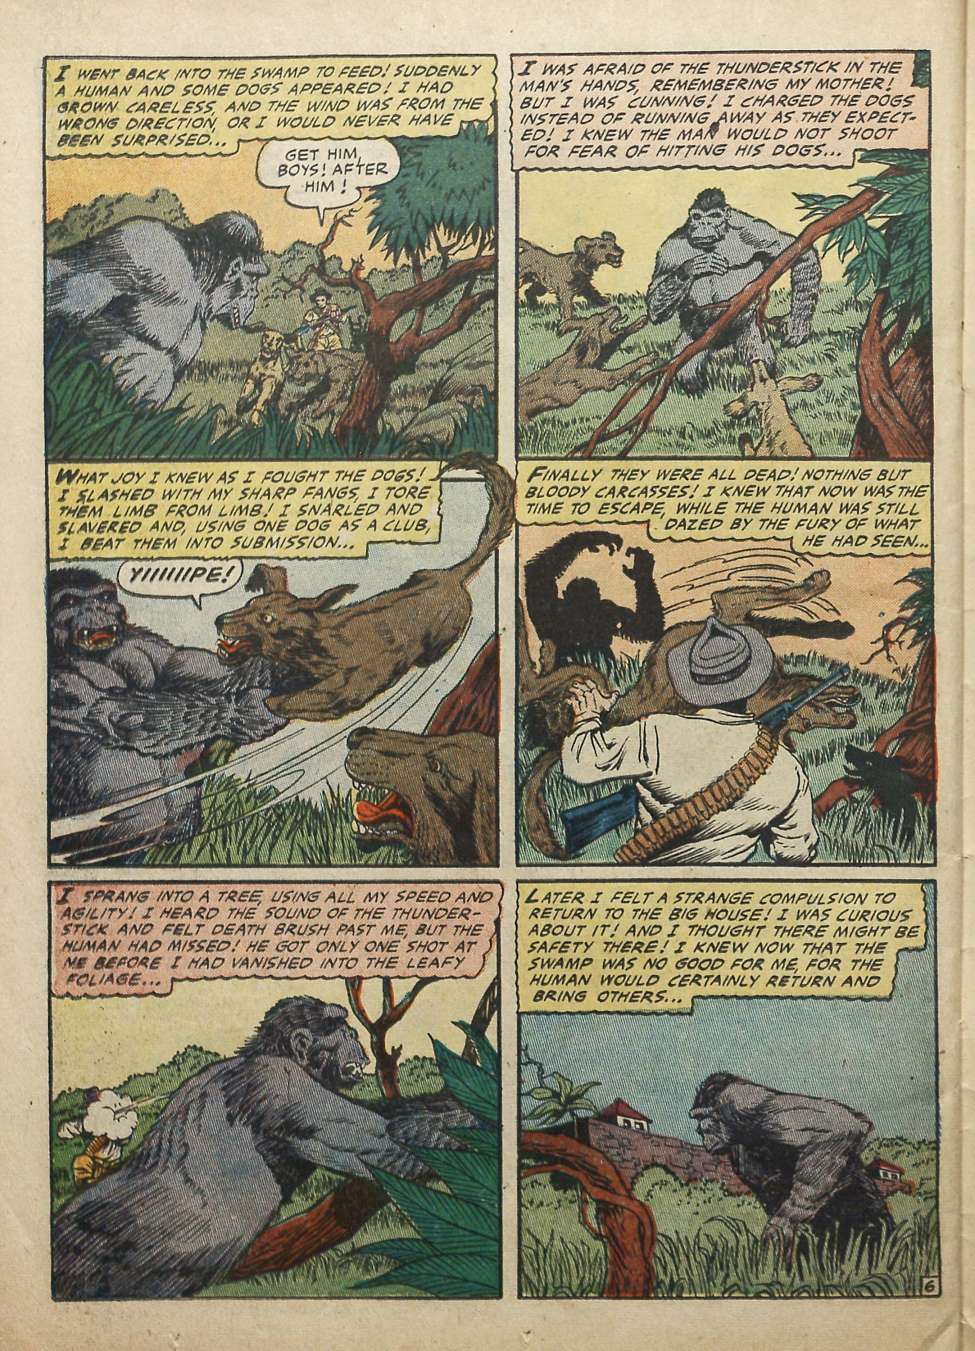 I WENT BACK INTO THE SWAMP TO FEED! SUDDENLY
A HUMAN AND SOME DOGS APPEARED! I HAD
GROWN CARELESS, AND THE WIND WAS FROM THE
WRONG DIRECTION, OR I WOULD NEVER HAVE
BEEN SURPRISED...
GET HIM,
BOYS! AFTER
HIM!
I WAS AFRAID OF THE THUNDERSTICK IN THE
MAN'S HANDS, REMEMBERING MY MOTHER!
BUT I WAS CUNNING! I CHARGED THE DOGS
INSTEAD OF RUNNING AWAY AS THEY EXPECT-
ED! I KNEW THE MAN WOULD NOT SHOOT
FOR FEAR OF HITTING HIS DOGS...
WHAT JOY I KNEW AS I FOUGHT THE DOGS!
I SLASHED WITH MY SHARP FANGS, I TORE
THEM LIMB FROM LIMB! I SNARLED AND
SLAVERED AND, USING ONE DOG AS A CLUB,
I BEAT THEM INTO SUBMISSION...
YIIIIIIPE!
FINALLY THEY WERE ALL DEAD! NOTHING BUT
BLOODY CARCASSES! I KNEW THAT NOW WAS THE
TIME TO ESCAPE, WHILE THE HUMAN WAS STILL
DAZED BY THE FURY OF WHAT
HE HAD SEEN...
I SPRANG INTO A TREE, USING ALL MY SPEED AND
AGILITY! I HEARD THE SOUND OF THE THUNDER-
STICK AND FELT DEATH BRUSH PAST ME, BUT THE
HUMAN HAD MISSED! HE GOT ONLY ONE SHOT AT
ME BEFORE I HAD VANISHED INTO THE LEAFY
FOLIAGE...
LATER I FELT A STRANGE COMPULSION TO
RETURN TO THE BIG HOUSE! I WAS CURIOUS
ABOUT IT! AND I THOUGHT THERE MIGHT BE
SAFETY THERE! I KNEW NOW THAT THE
SWAMP WAS NO GOOD FOR ME, FOR THE
HUMAN WOULD CERTAINLY RETURN AND
BRING OTHERS...
6